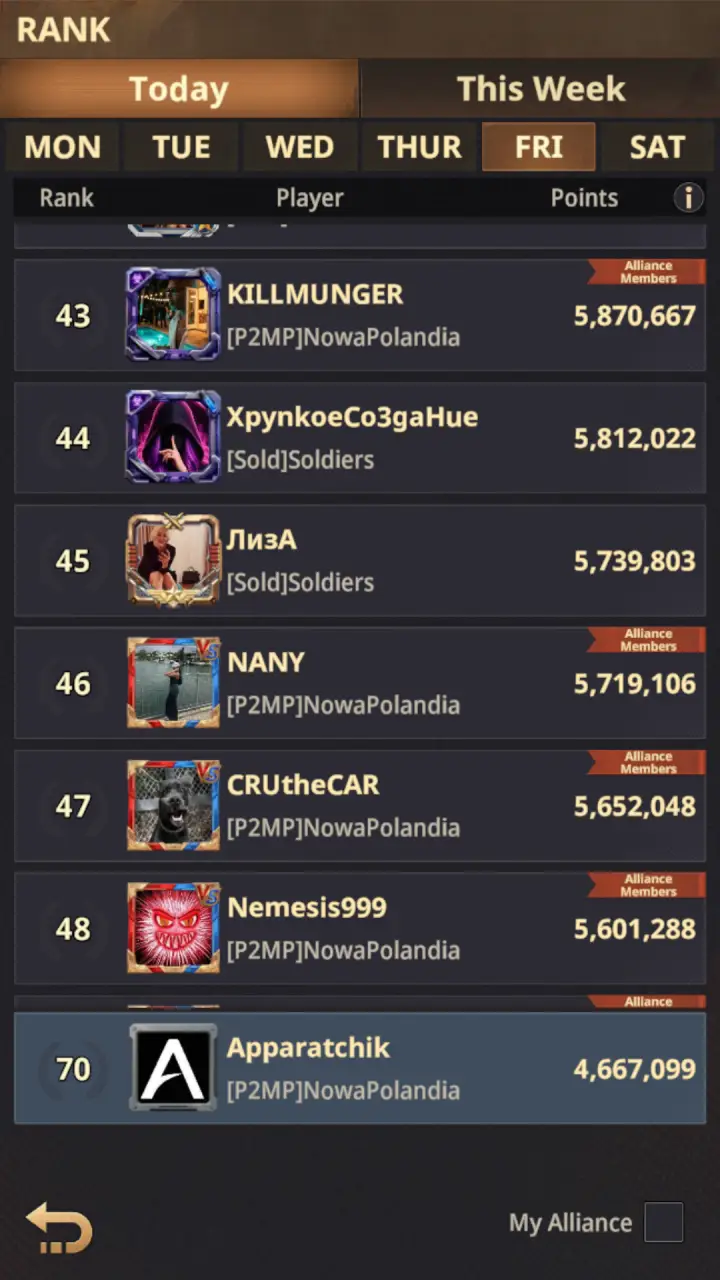 RANK
Today
This Week
MON
TUE
WED
THUR
FRI
SAT
Rank
Player
Points
i
Alliance
Members
43
KILLMUNGER
[P2MP]NowaPolandia
5,870,667
44
XpynkoeCo3gaHue
[Sold]Soldiers
5,812,022
45
ЛизА
[Sold]Soldiers
5,739,803
Alliance
Members
46
NANY
[P2MP]NowaPolandia
5,719,106
Alliance
Members
47
CRUtheCAR
[P2MP]NowaPolandia
5,652,048
Alliance
Members
48
Nemesis999
[P2MP]NowaPolandia
5,601,288
Alliance
70
Apparatchik
[P2MP]NowaPolandia
4,667,099
My Alliance